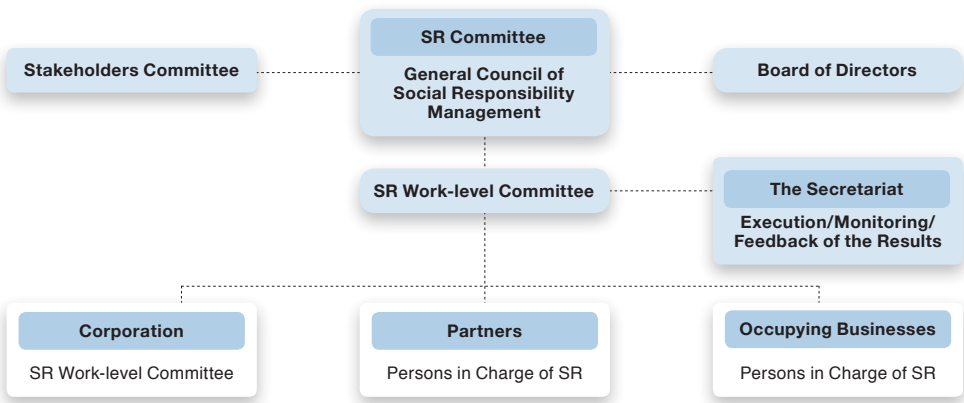 SR Committee
Stakeholders Committee
General Council of
Social Responsibility
Management
Board of Directors
SR Work-level Committee
The Secretariat
Execution/Monitoring/
Feedback of the Results
Corporation
SR Work-level Committee
Partners
Persons in Charge of SR
Occupying Businesses
Persons in Charge of SR